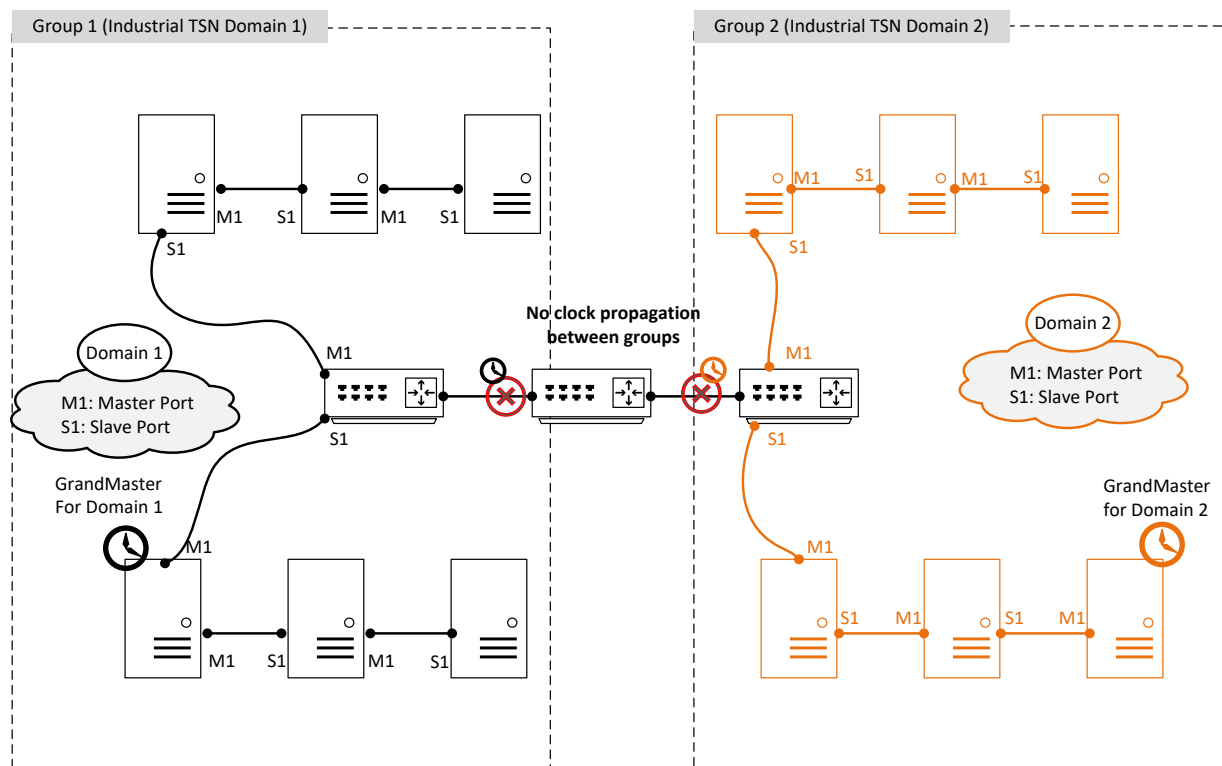 Group 1 (Industrial TSN Domain 1)
Group 2 (Industrial TSN Domain 2)
M1
S1
M1
S1
S1
M1
S1
M1
S1
S1
No clock propagation
between groups
Domain 1
M1: Master Port
S1: Slave Port
M1
S1
M1
S1
Domain 2
M1: Master Port
S1: Slave Port
GrandMaster
For Domain 1
GrandMaster
for Domain 2
M1
M1
M1
S1
M1
S1
S1
M1
S1
M1